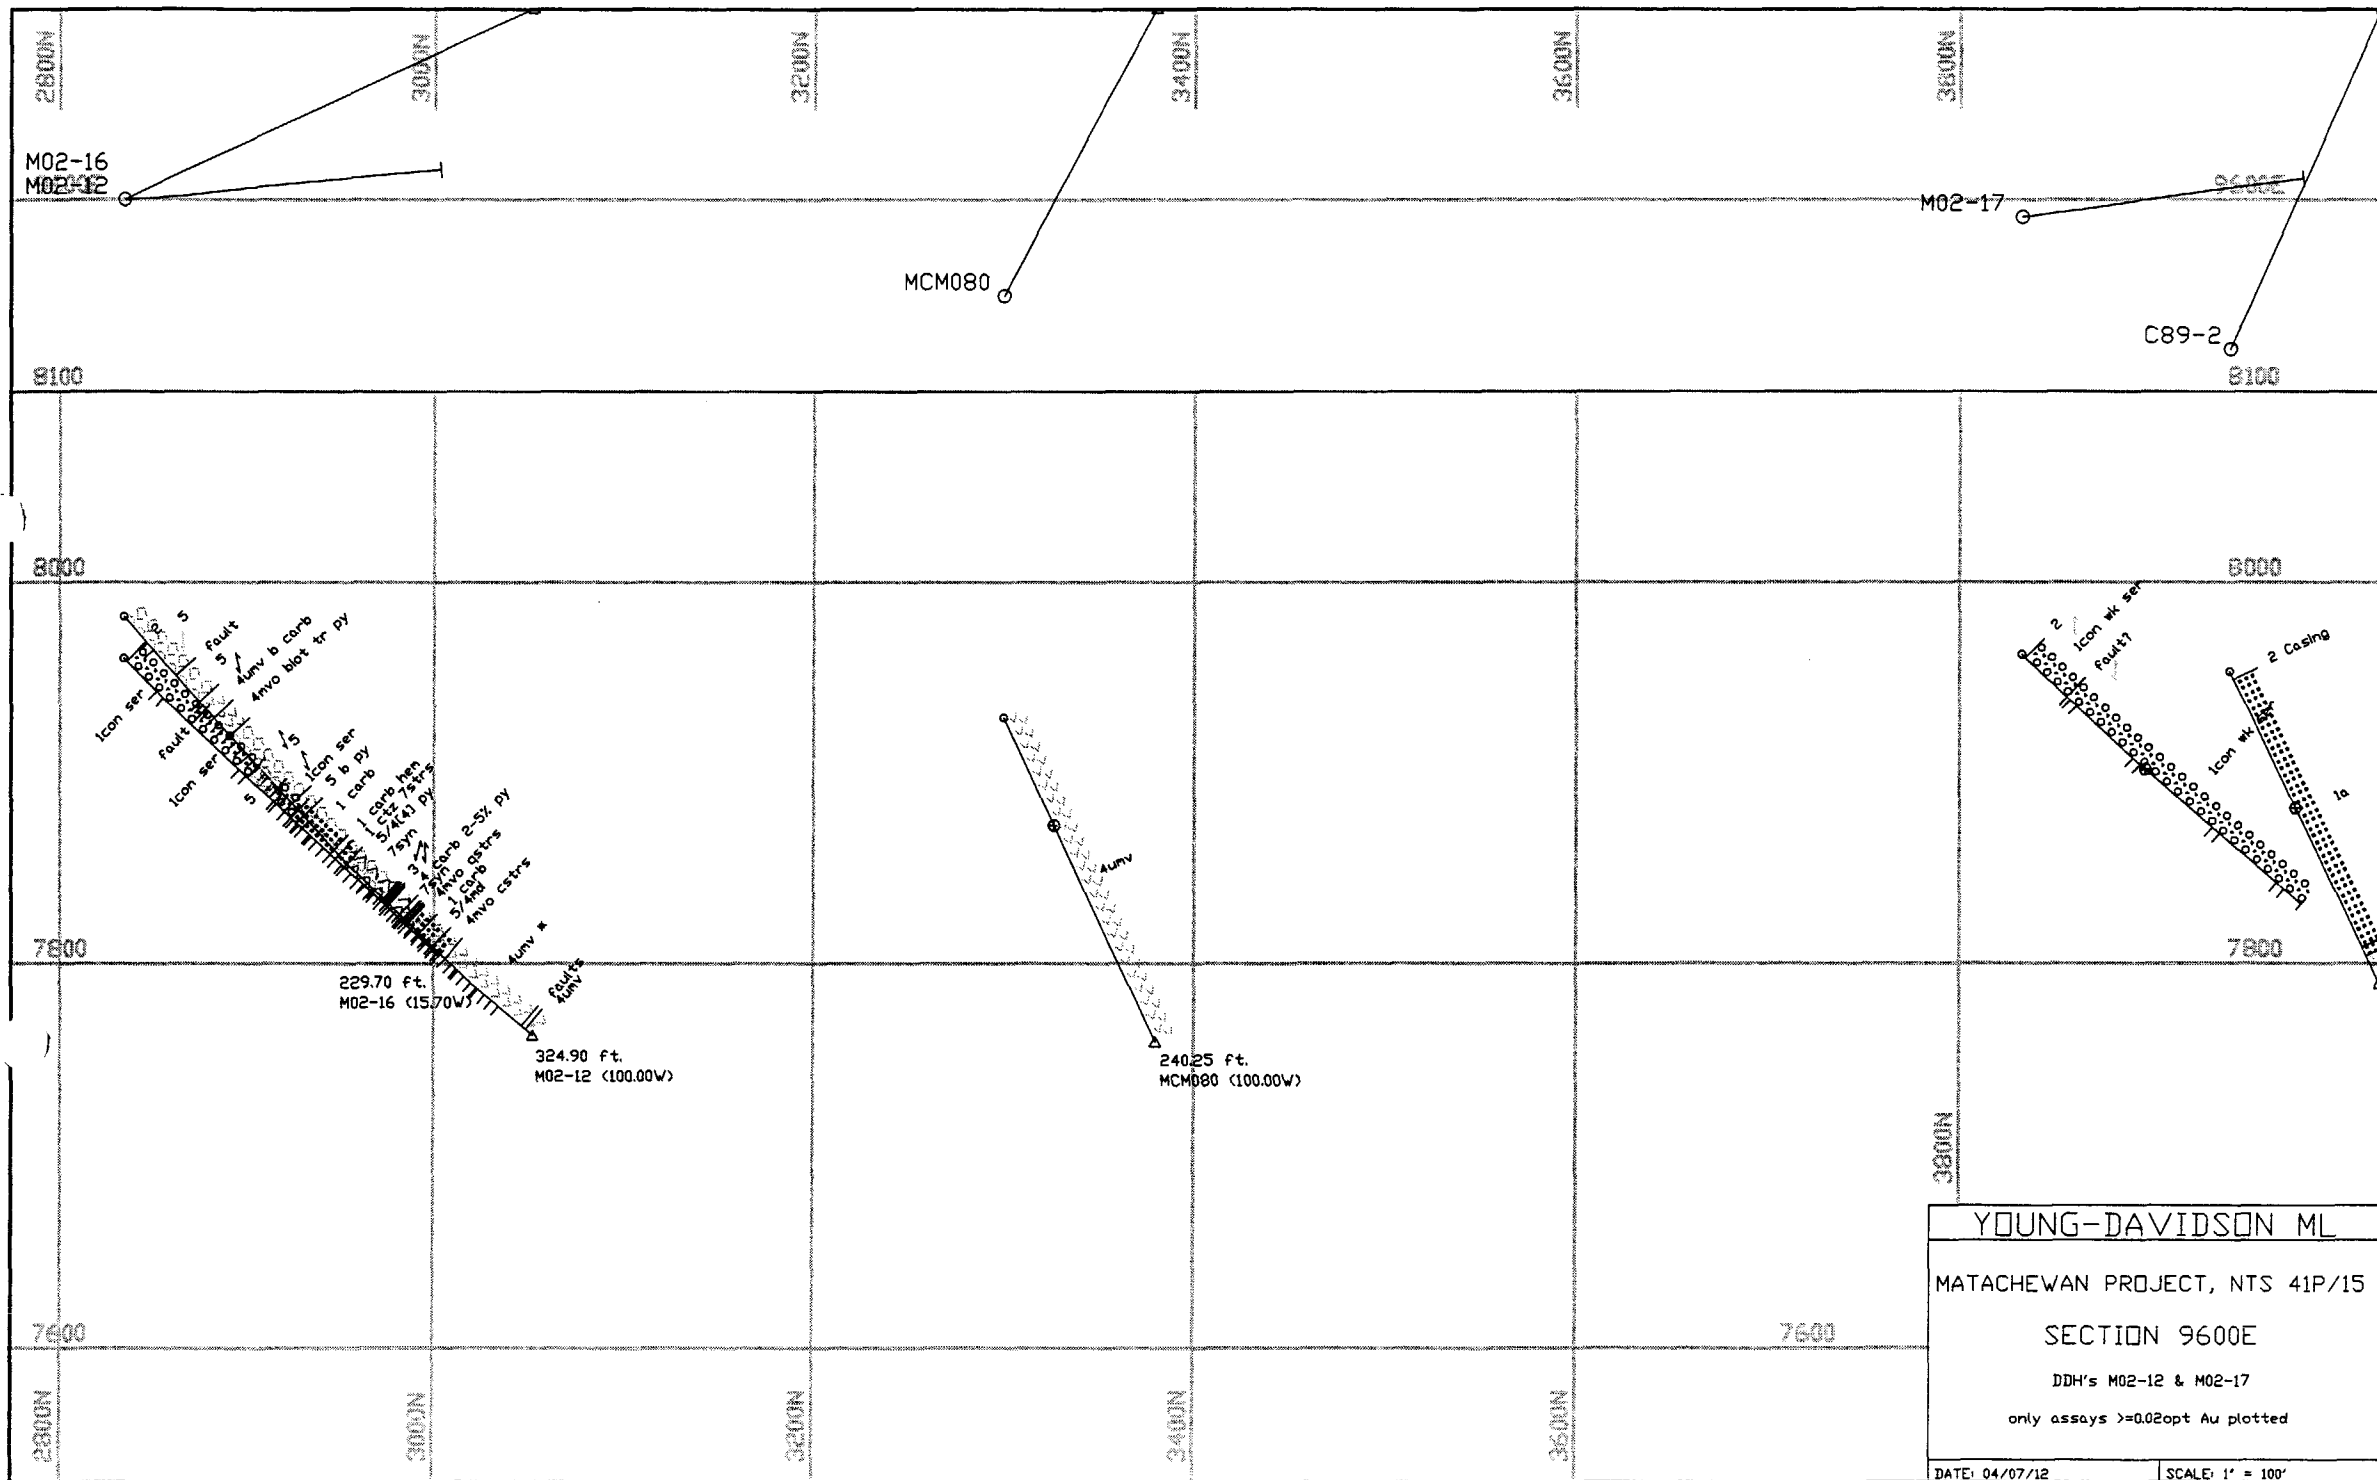 2800N
3000N
3200N
3400N
3600N
3800N
M02-16
M02-12
M02-17
9600E
MCM080
C89-2
8100
8100
8000
8000
5
fault
5
4umv b carb
4mvo biot tr py
1con ser
fault
1con ser
5
5
1con ser
5 b py
1 carb
1 carb hem
1 ctz 7strs
5/4[4] py
7syn
3
4 carb 2-5% py
7syn
4mvo qstrs
1 carb
5/4md
4mvo cstrs
4umv *
faults
4umv
4umv
2
1con wk ser
fault?
2 Casing
1con wk
1a
7800
7800
229.70 ft.
M02-16 (15.70W)
324.90 ft.
M02-12 (100.00W)
240.25 ft.
MCM080 (100.00W)
3800N
7600
7600
2800N
3000N
3200N
3400N
3600N
YOUNG-DAVIDSON ML
MATACHEWAN PROJECT, NTS 41P/15
SECTION 9600E
DDH's M02-12 & M02-17
only assays >=0.02opt Au plotted
DATE: 04/07/12
SCALE: 1" = 100'